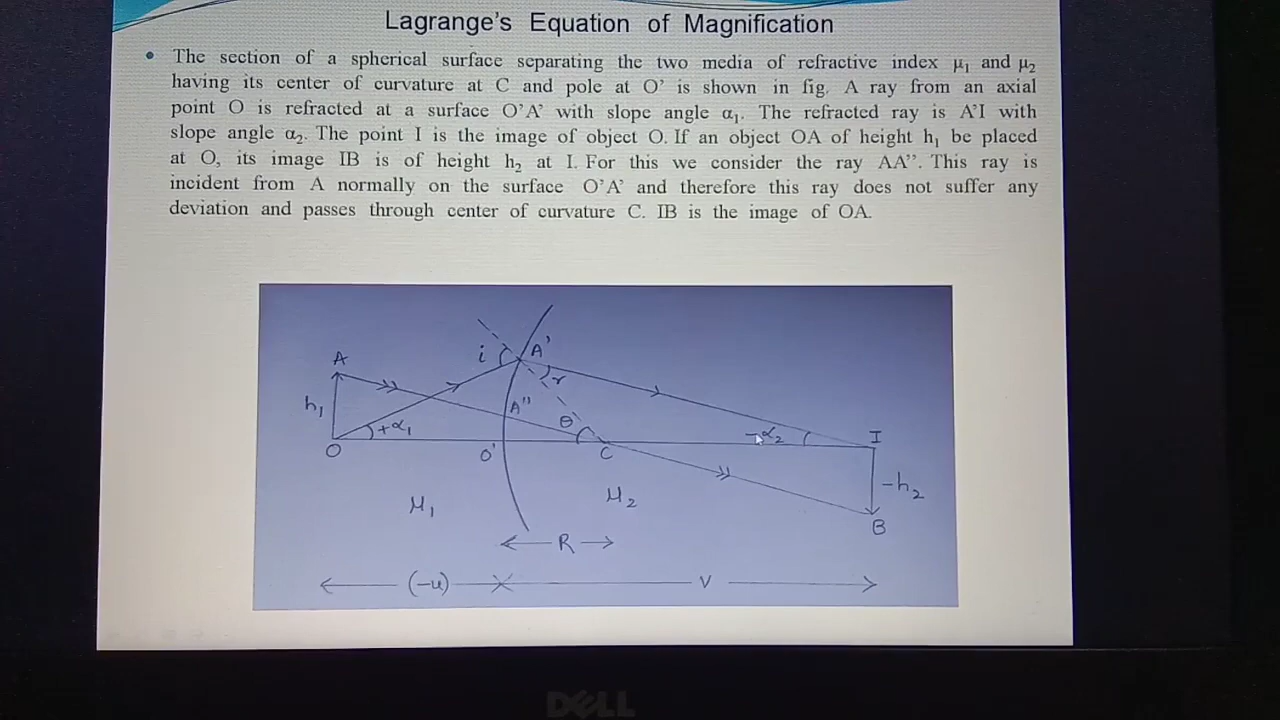 Lagrange's Equation of Magnification
• The section of a spherical surface separating the two media of refractive index μ₁ and μ₂
having its center of curvature at C and pole at O' is shown in fig. A ray from an axial
point O is refracted at a surface O'A' with slope angle α₁. The refracted ray is A'I with
slope angle α₂. The point I is the image of object O. If an object OA of height h₁ be placed
at O, its image IB is of height h₂ at I. For this we consider the ray AA''. This ray is
incident from A normally on the surface O'A' and therefore this ray does not suffer any
deviation and passes through center of curvature C. IB is the image of OA.
i A'
A
r
h₁
A''
θ
+α₁
-α₂
I
O
O'
C
-h₂
μ₁
μ₂
B
R
(-u)
v
DELL